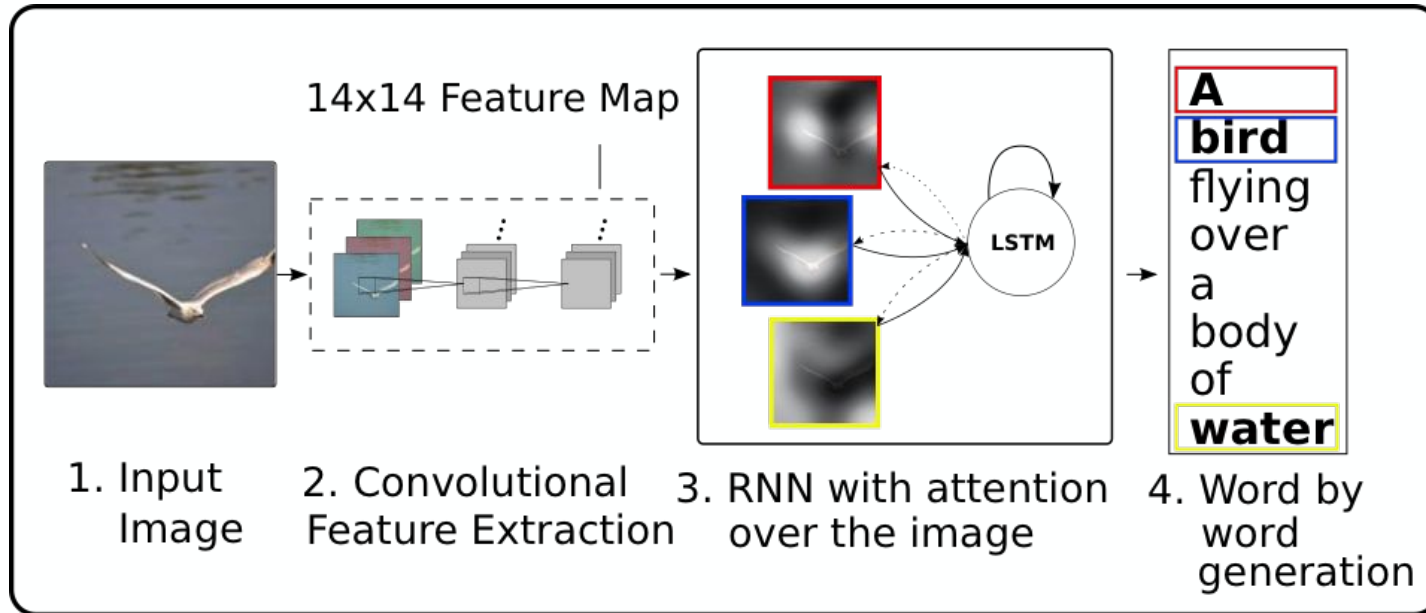 14x14 Feature Map
LSTM
A
bird
flying
over
a
body
of
water
1. Input
Image
2. Convolutional
Feature Extraction
3. RNN with attention
over the image
4. Word by
word
generation